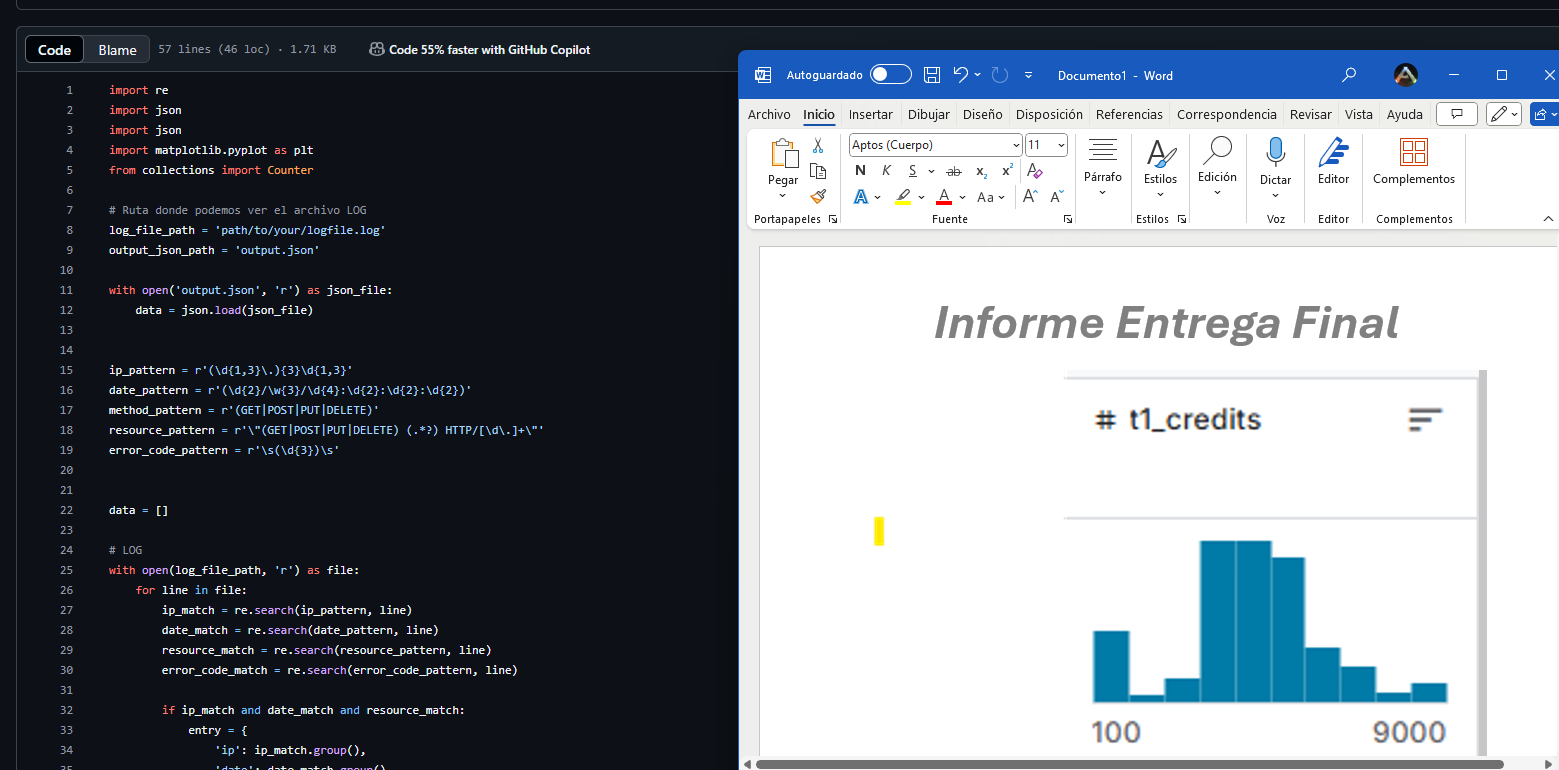 Code Blame 57 lines (46 loc) · 1.71 KB Code 55% faster with GitHub Copilot
1 import re
2 import json
3 import json
4 import matplotlib.pyplot as plt
5 from collections import Counter
6
7 # Ruta donde podemos ver el archivo LOG
8 log_file_path = 'path/to/your/logfile.log'
9 output_json_path = 'output.json'
10
11 with open('output.json', 'r') as json_file:
12     data = json.load(json_file)
13
14
15 ip_pattern = r'(\d{1,3}\.){3}\d{1,3}'
16 date_pattern = r'(\d{2}/\w{3}/\d{4}:\d{2}:\d{2}:\d{2})'
17 method_pattern = r'(GET|POST|PUT|DELETE)'
18 resource_pattern = r'\"(GET|POST|PUT|DELETE) (.*?) HTTP/[\d\.]+\"'
19 error_code_pattern = r'\s(\d{3})\s'
20
21
22 data = []
23
24 # LOG
25 with open(log_file_path, 'r') as file:
26     for line in file:
27         ip_match = re.search(ip_pattern, line)
28         date_match = re.search(date_pattern, line)
29         resource_match = re.search(resource_pattern, line)
30         error_code_match = re.search(error_code_pattern, line)
31
32         if ip_match and date_match and resource_match:
33             entry = {
34                 'ip': ip_match.group(),
35                 'date': date_match.group()
Autoguardado Documento1 - Word
Archivo Inicio Insertar Dibujar Diseño Disposición Referencias Correspondencia Revisar Vista Ayuda
Aptos (Cuerpo) 11
Pegar N K S ab x₂ x² A
A A Aa A A
Párrafo Estilos Edición Dictar Editor Complementos
Portapapeles Fuente Estilos Voz Editor Complementos
Informe Entrega Final
# t1_credits
100 9000